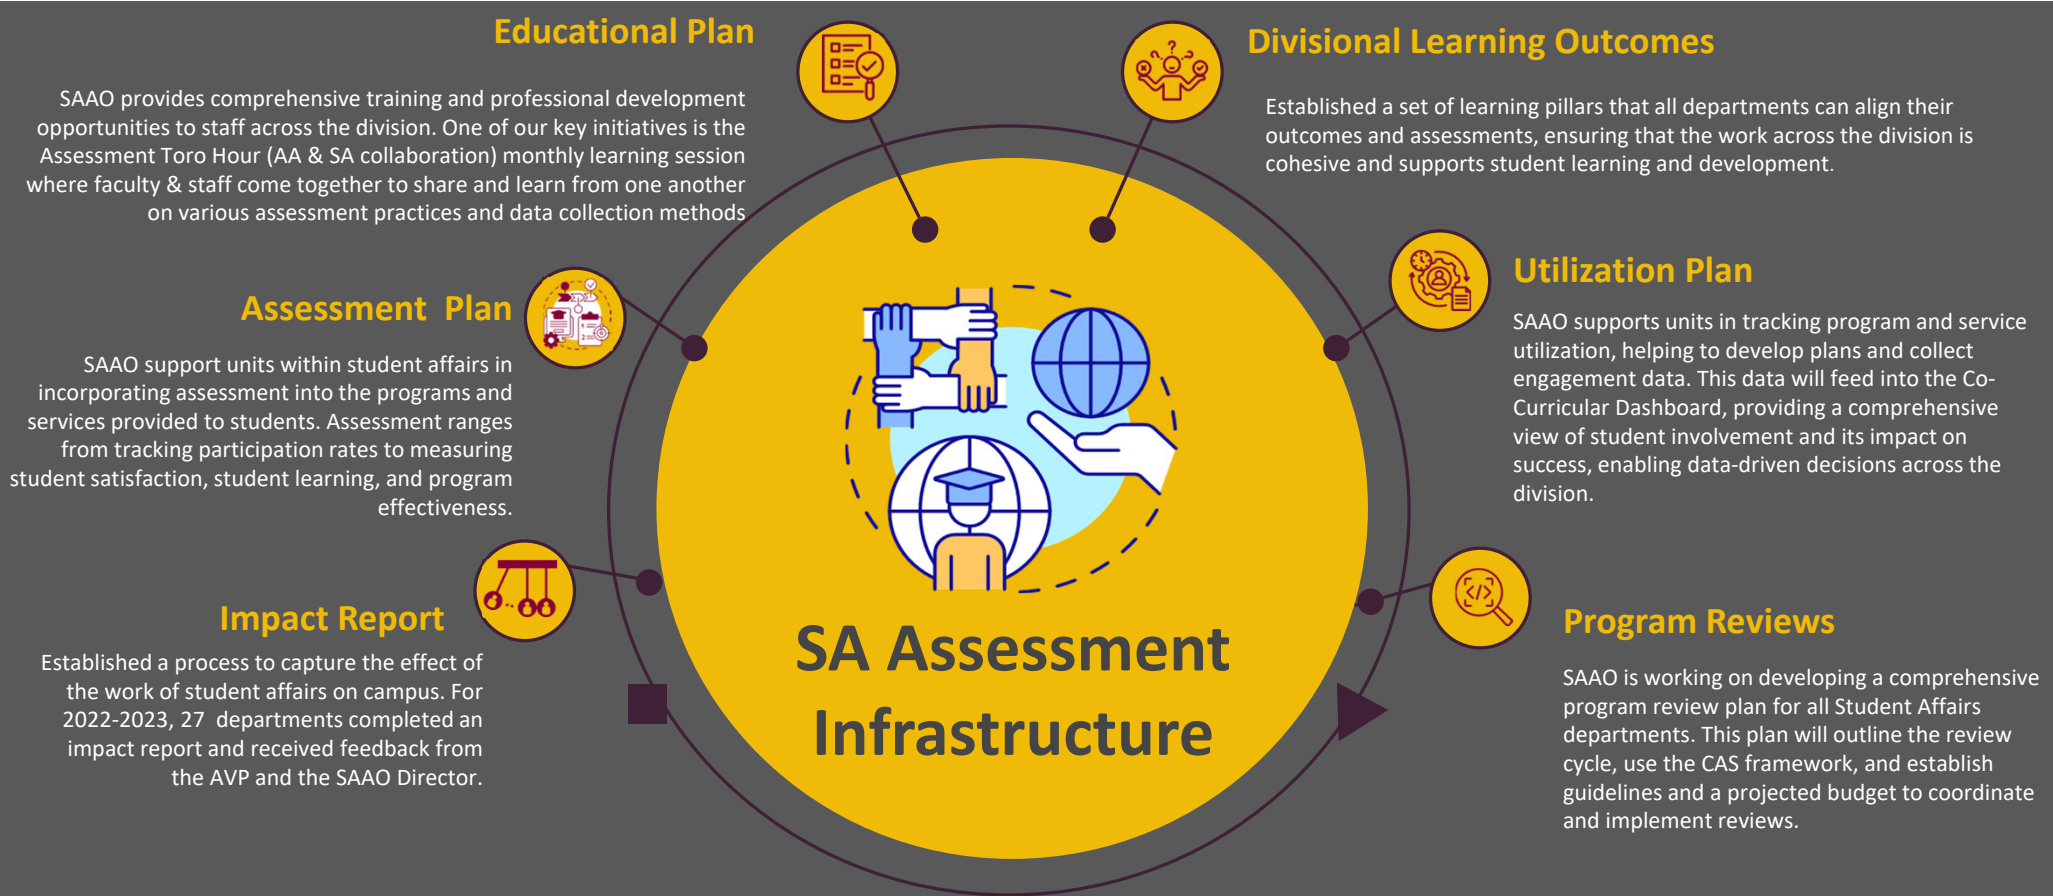 Educational Plan
SAAO provides comprehensive training and professional development
opportunities to staff across the division. One of our key initiatives is the
Assessment Toro Hour (AA & SA collaboration) monthly learning session
where faculty & staff come together to share and learn from one another
on various assessment practices and data collection methods
Assessment Plan
SAAO support units within student affairs in
incorporating assessment into the programs and
services provided to students. Assessment ranges
from tracking participation rates to measuring
student satisfaction, student learning, and program
effectiveness.
Impact Report
Established a process to capture the effect of
the work of student affairs on campus. For
2022-2023, 27 departments completed an
impact report and received feedback from
the AVP and the SAAO Director.
SA Assessment
Infrastructure
Divisional Learning Outcomes
Established a set of learning pillars that all departments can align their
outcomes and assessments, ensuring that the work across the division is
cohesive and supports student learning and development.
Utilization Plan
SAAO supports units in tracking program and service
utilization, helping to develop plans and collect
engagement data. This data will feed into the Co-
Curricular Dashboard, providing a comprehensive
view of student involvement and its impact on
success, enabling data-driven decisions across the
division.
Program Reviews
SAAO is working on developing a comprehensive
program review plan for all Student Affairs
departments. This plan will outline the review
cycle, use the CAS framework, and establish
guidelines and a projected budget to coordinate
and implement reviews.